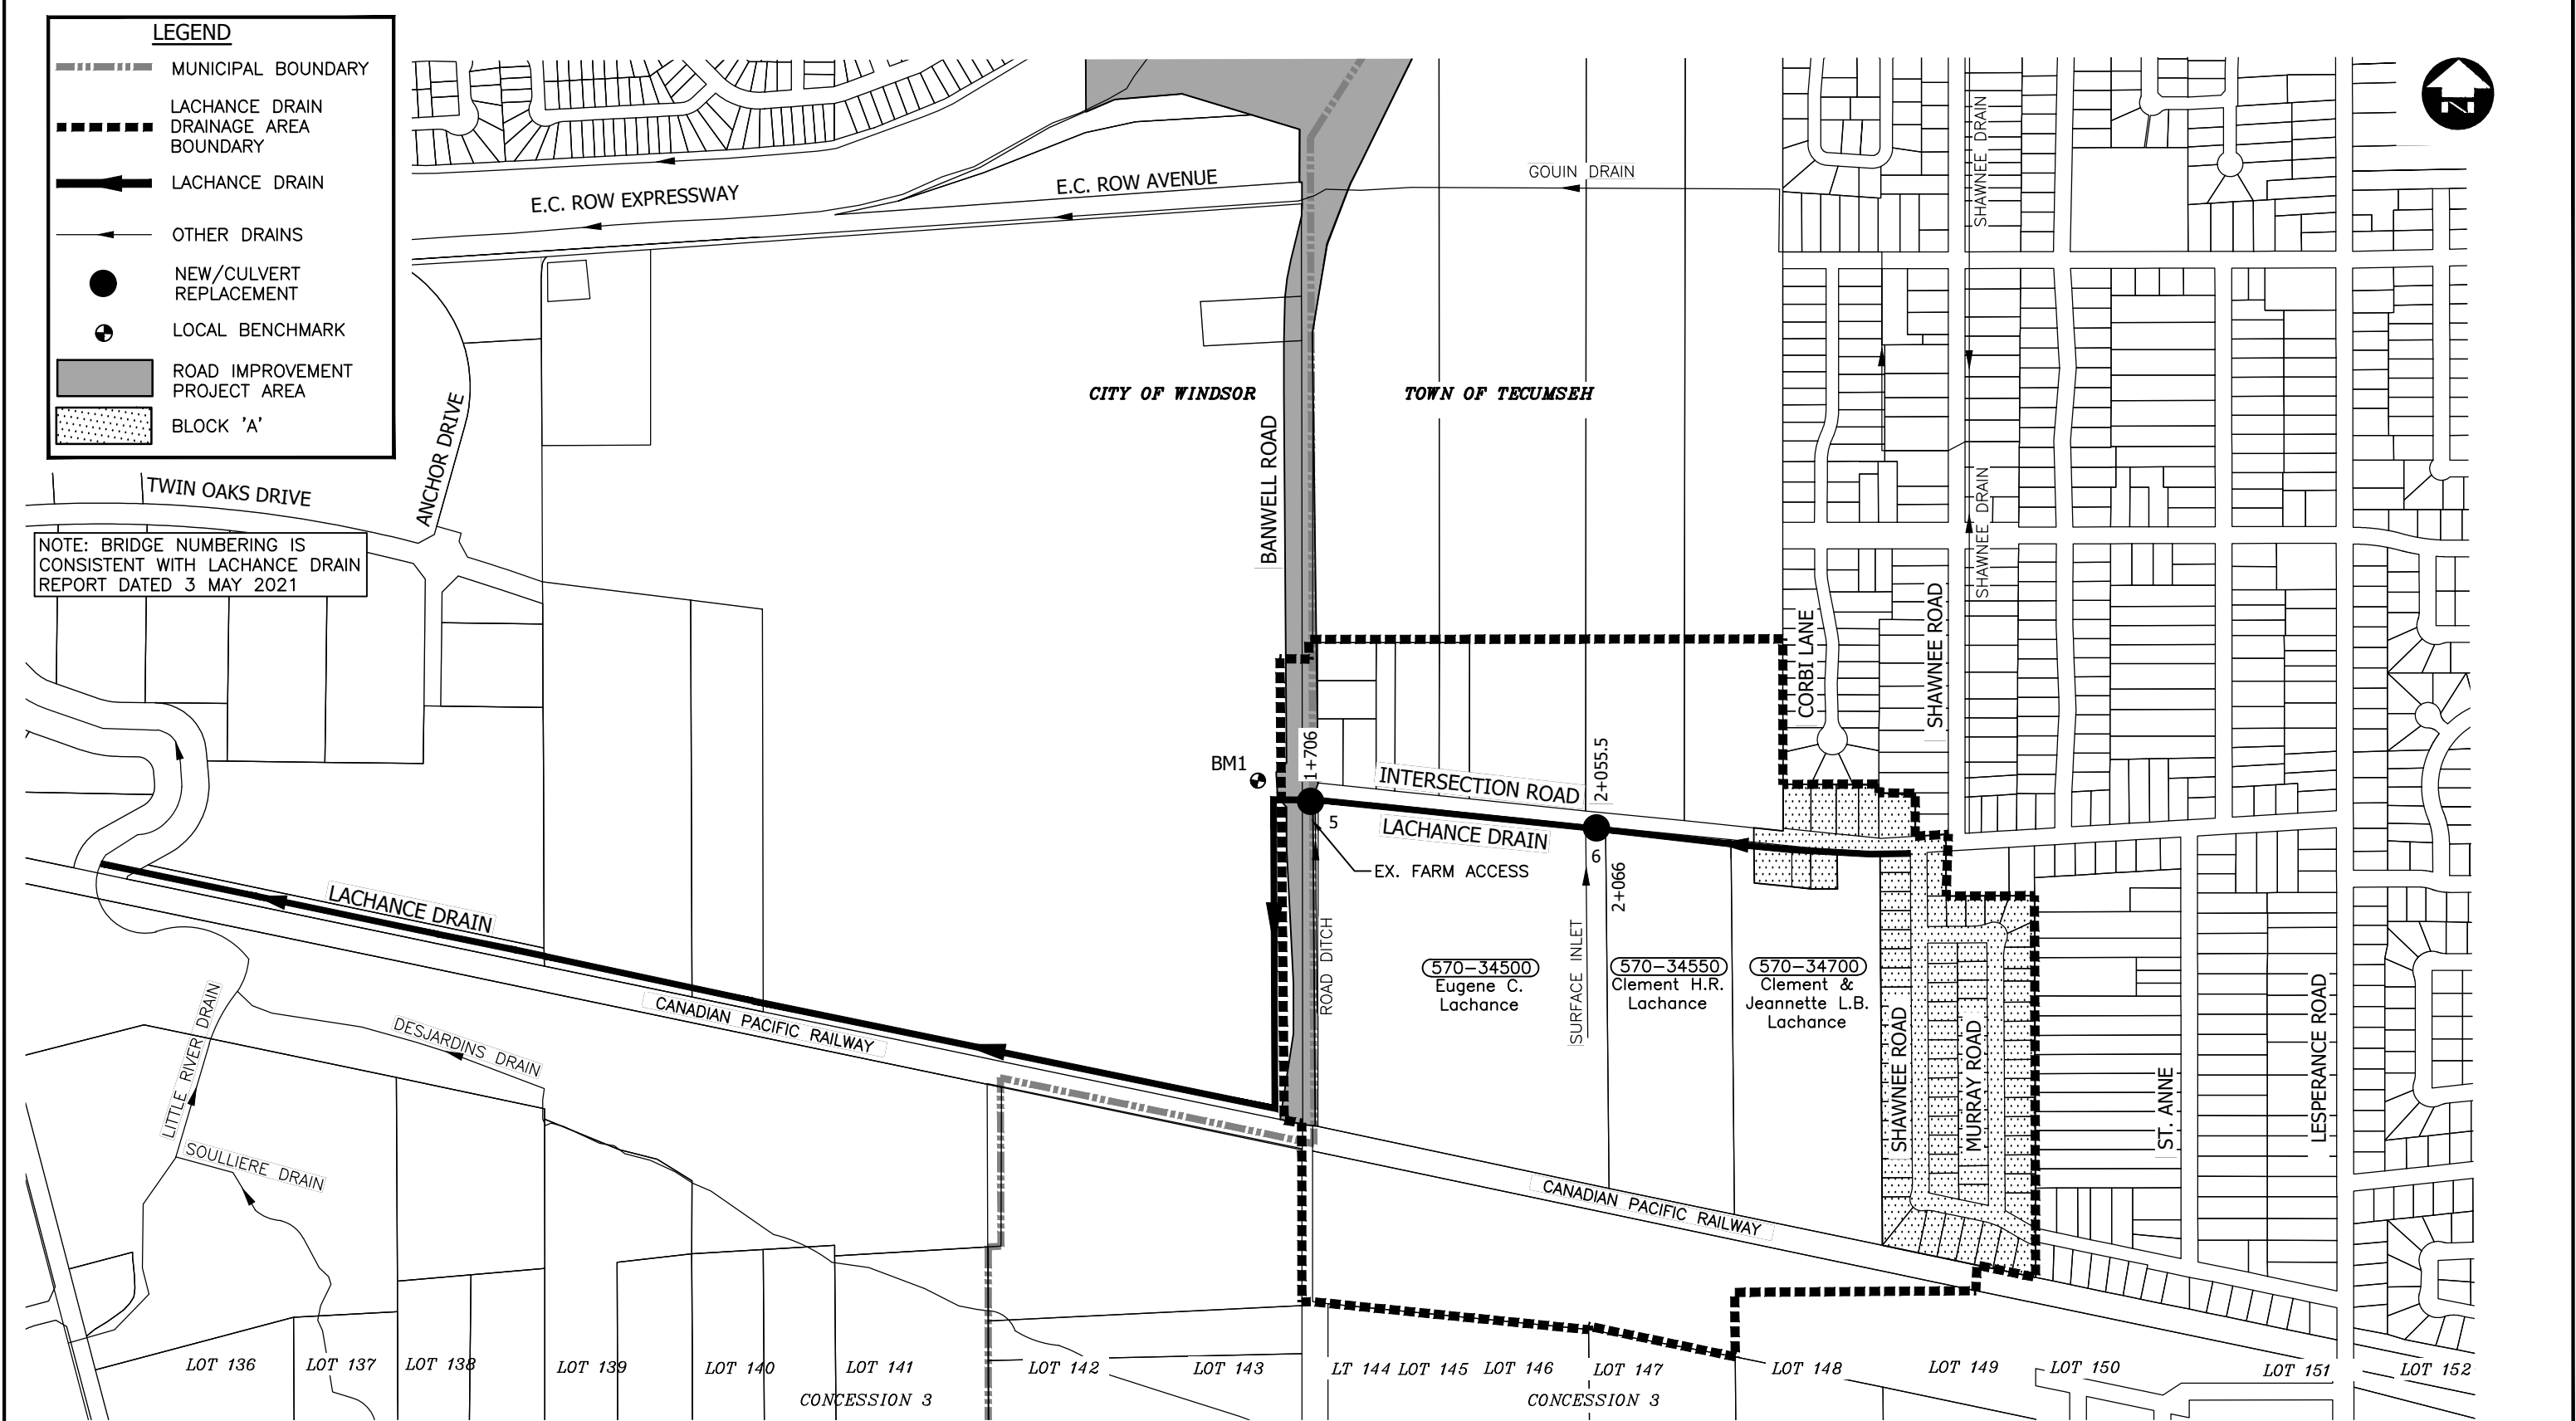 LEGEND
MUNICIPAL BOUNDARY
LACHANCE DRAIN
DRAINAGE AREA
BOUNDARY
LACHANCE DRAIN
OTHER DRAINS
NEW/CULVERT
REPLACEMENT
LOCAL BENCHMARK
ROAD IMPROVEMENT
PROJECT AREA
BLOCK 'A'
N
E.C. ROW EXPRESSWAY
E.C. ROW AVENUE
GOUIN DRAIN
SHAWNEE DRAIN
CITY OF WINDSOR
TOWN OF TECUMSEH
ANCHOR DRIVE
BANWELL ROAD
TWIN OAKS DRIVE
SHAWNEE DRAIN
NOTE: BRIDGE NUMBERING IS
CONSISTENT WITH LACHANCE DRAIN
REPORT DATED 3 MAY 2021
CORBI LANE
SHAWNEE ROAD
BM1
1+706
INTERSECTION ROAD
2+055.5
5
LACHANCE DRAIN
6
EX. FARM ACCESS
2+066
LACHANCE DRAIN
ROAD DITCH
SURFACE INLET
570-34500
Eugene C.
Lachance
570-34550
Clement H.R.
Lachance
570-34700
Clement &
Jeannette L.B.
Lachance
CANADIAN PACIFIC RAILWAY
DESJARDINS DRAIN
LITTLE RIVER DRAIN
SOULLIERE DRAIN
SHAWNEE ROAD
MURRAY ROAD
ST. ANNE
LESPERANCE ROAD
CANADIAN PACIFIC RAILWAY
LOT 136
LOT 137
LOT 138
LOT 139
LOT 140
LOT 141
LOT 142
LOT 143
LT 144
LOT 145
LOT 146
LOT 147
LOT 148
LOT 149
LOT 150
LOT 151
LOT 152
CONCESSION 3
CONCESSION 3